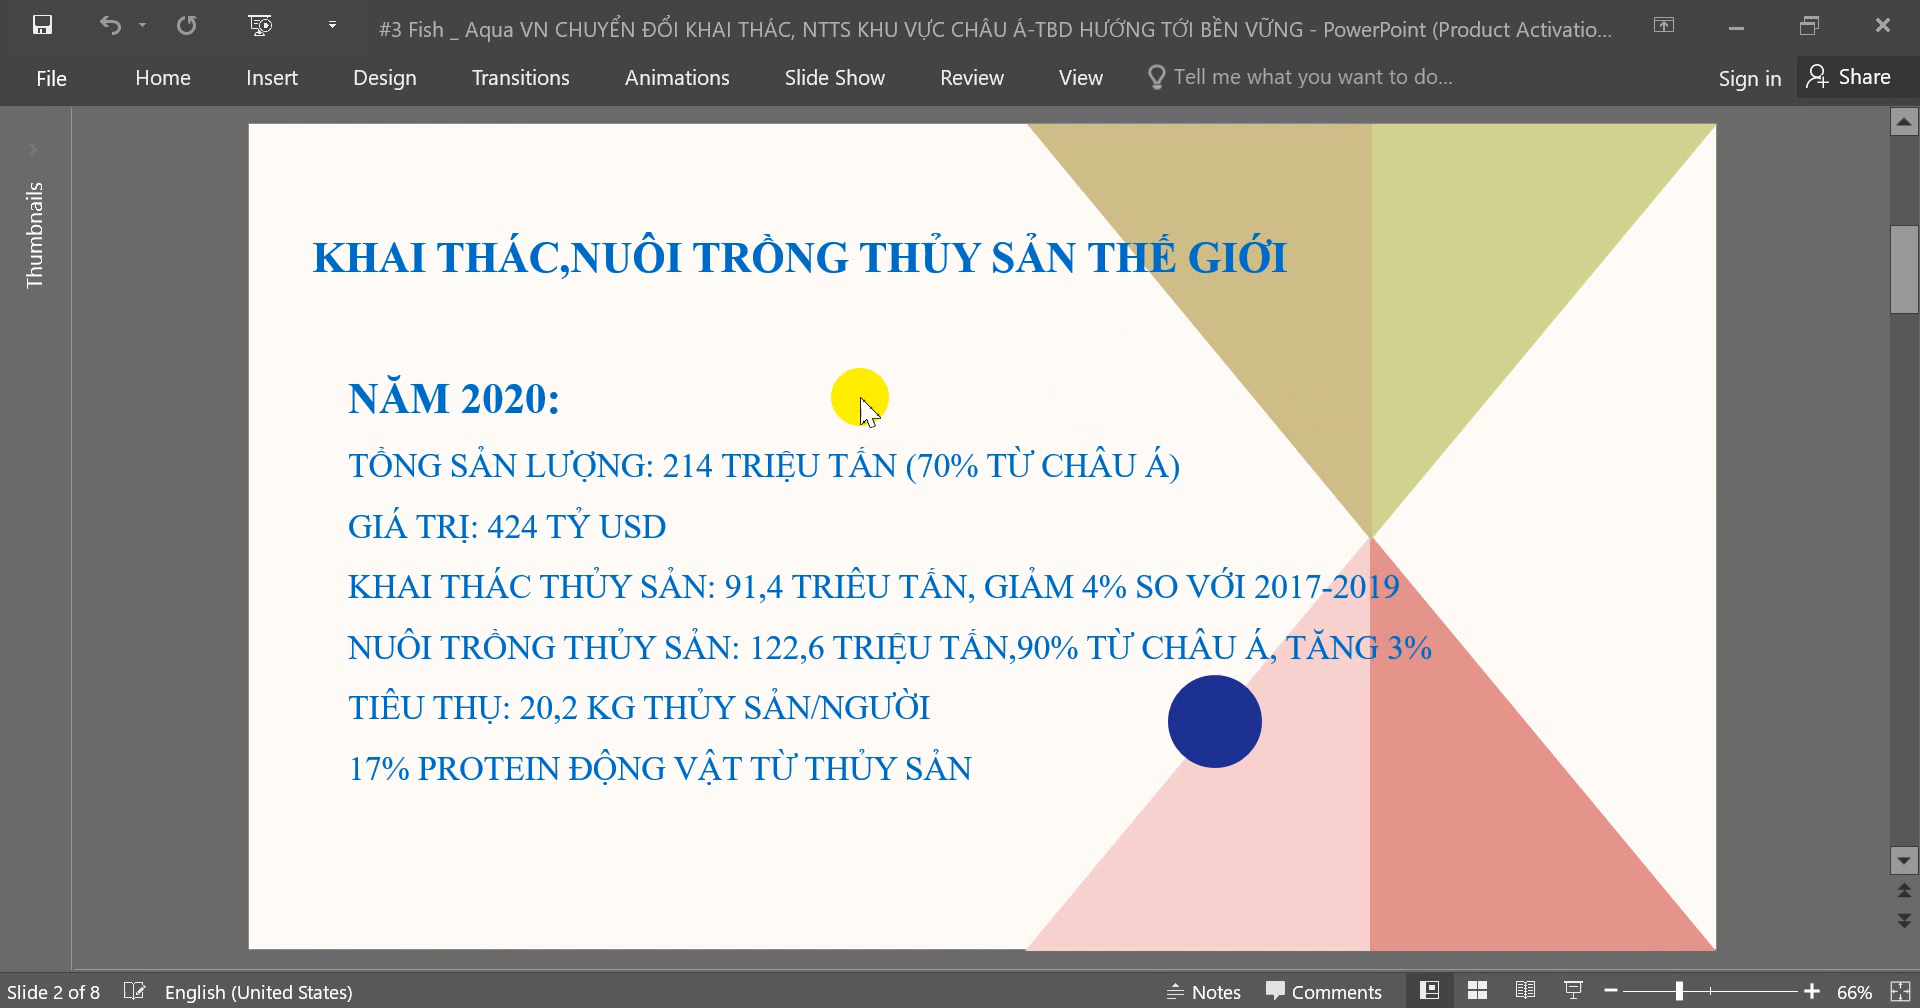 #3 Fish _ Aqua VN CHUYỂN ĐỔI KHAI THÁC, NTTS KHU VỰC CHÂU Á-TBD HƯỚNG TỚI BỀN VỮNG - PowerPoint (Product Activatio...
File Home Insert Design Transitions Animations Slide Show Review View Tell me what you want to do... Sign in Share
Thumbnails
KHAI THÁC,NUÔI TRỒNG THỦY SẢN THẾ GIỚI
NĂM 2020:
TỔNG SẢN LƯỢNG: 214 TRIỆU TẤN (70% TỪ CHÂU Á)
GIÁ TRỊ: 424 TỶ USD
KHAI THÁC THỦY SẢN: 91,4 TRIÊU TẤN, GIẢM 4% SO VỚI 2017-2019
NUÔI TRỒNG THỦY SẢN: 122,6 TRIỆU TẤN,90% TỪ CHÂU Á, TĂNG 3%
TIÊU THỤ: 20,2 KG THỦY SẢN/NGƯỜI
17% PROTEIN ĐỘNG VẬT TỪ THỦY SẢN
Slide 2 of 8 English (United States) Notes Comments 66%